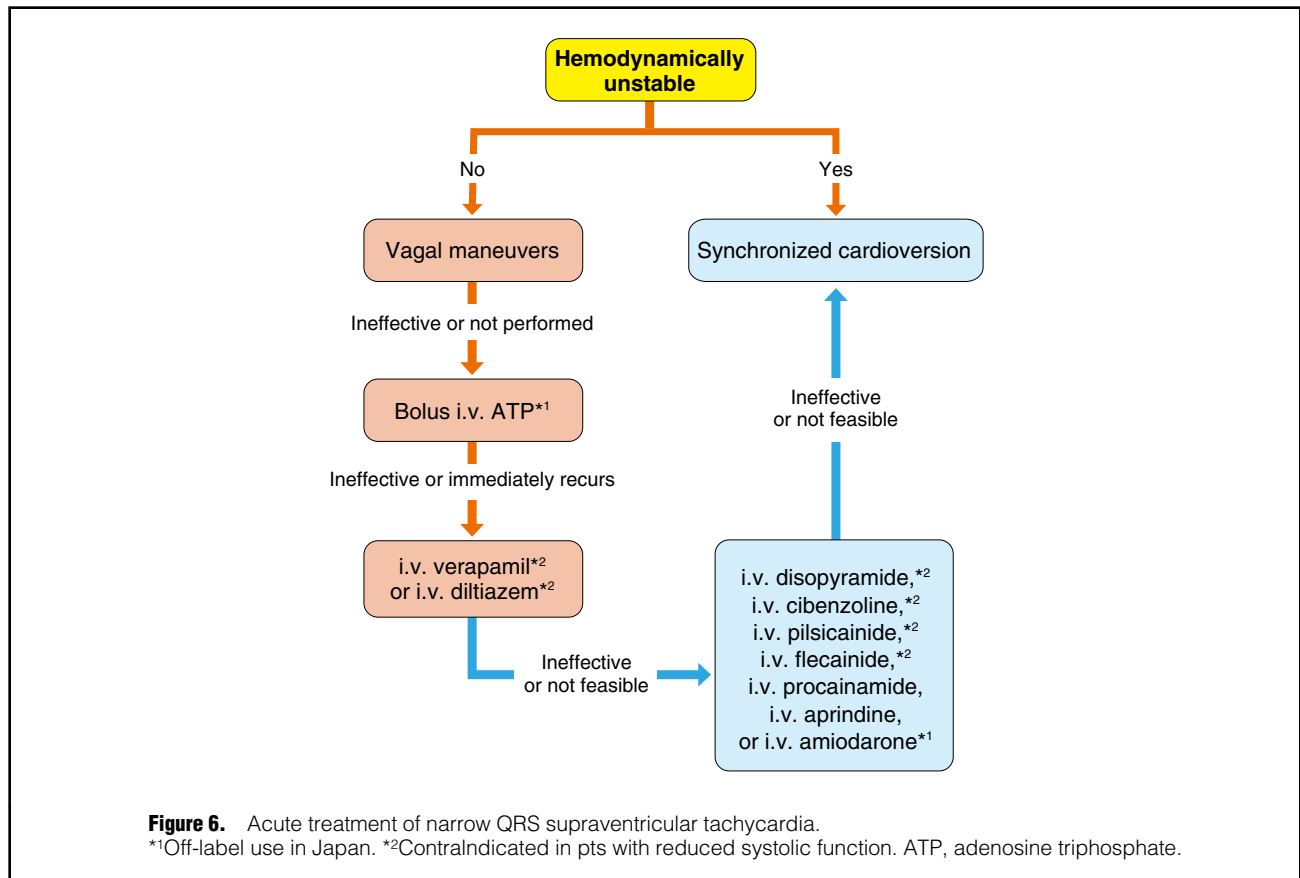 Hemodynamically
unstable
No
Yes
Vagal maneuvers
Synchronized cardioversion
Ineffective or not performed
Bolus i.v. ATP*1
Ineffective or immediately recurs
i.v. verapamil*2
or i.v. diltiazem*2
Ineffective
or not feasible
i.v. disopyramide,*2
i.v. cibenzoline,*2
i.v. pilsicainide,*2
i.v. flecainide,*2
i.v. procainamide,
i.v. aprindine,
or i.v. amiodarone*1
Ineffective
or not feasible
Figure 6. Acute treatment of narrow QRS supraventricular tachycardia.
*1Off-label use in Japan. *2ContraIndicated in pts with reduced systolic function. ATP, adenosine triphosphate.